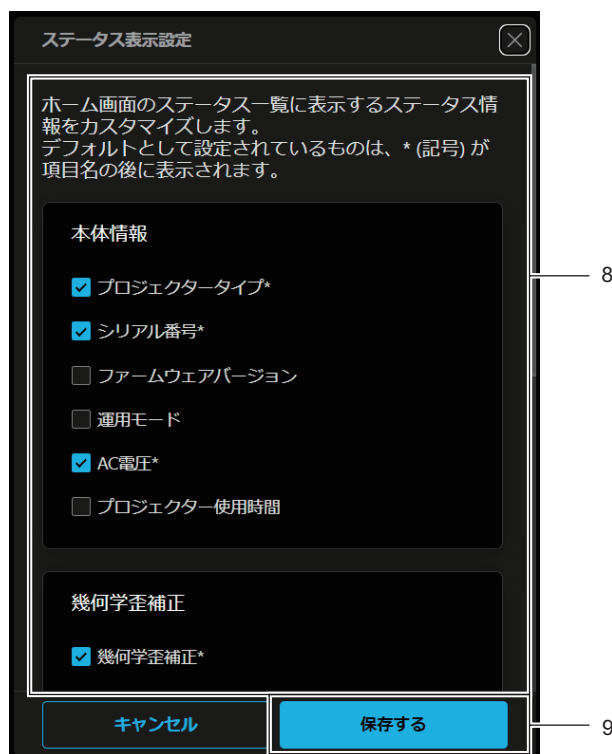 ステータス表示設定
ホーム画面のステータス一覧に表示するステータス情
報をカスタマイズします。
デフォルトとして設定されているものは、* (記号) が
項目名の後に表示されます。
本体情報
プロジェクタータイプ*
8
シリアル番号*
ファームウェアバージョン
運用モード
AC電圧*
プロジェクター使用時間
幾何学歪補正
幾何学歪補正*
キャンセル
保存する
9